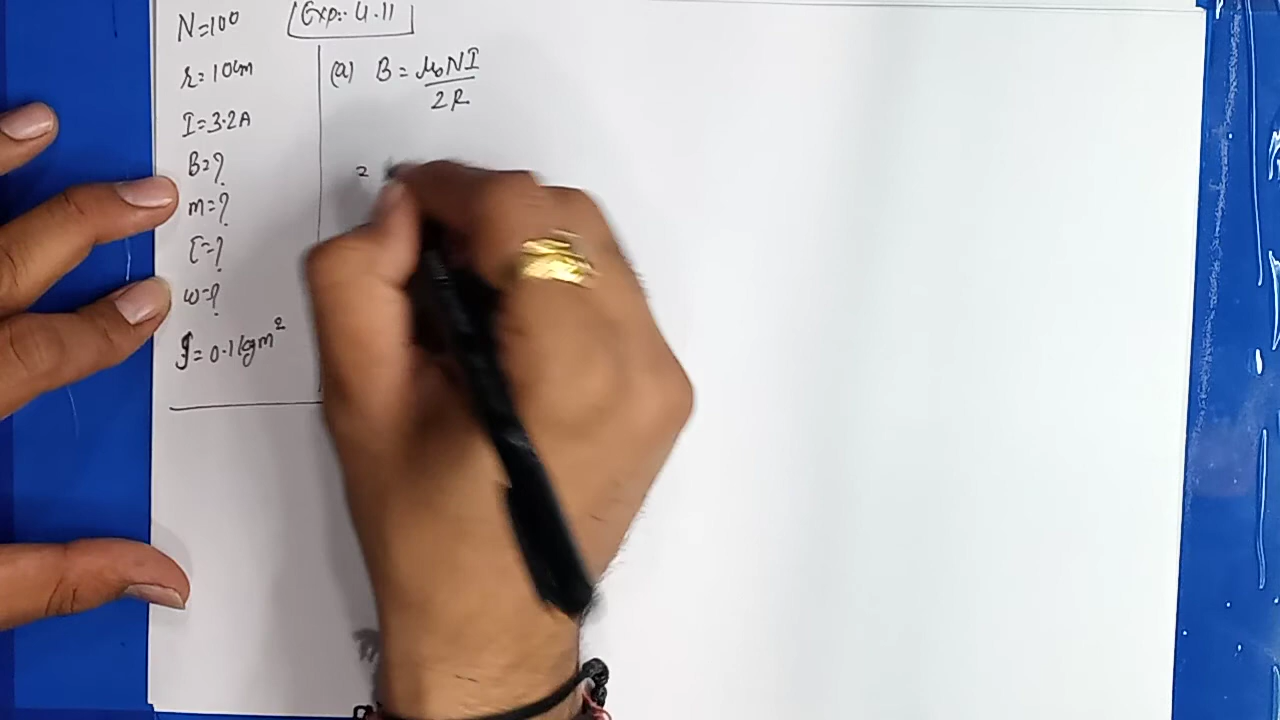 N=100
r=10cm
I=3.2A
B=?
m=?
τ=?
ω=?
I=0.1kgm²
Exp:- 4.11
(a) B = μ₀NI / 2R
=